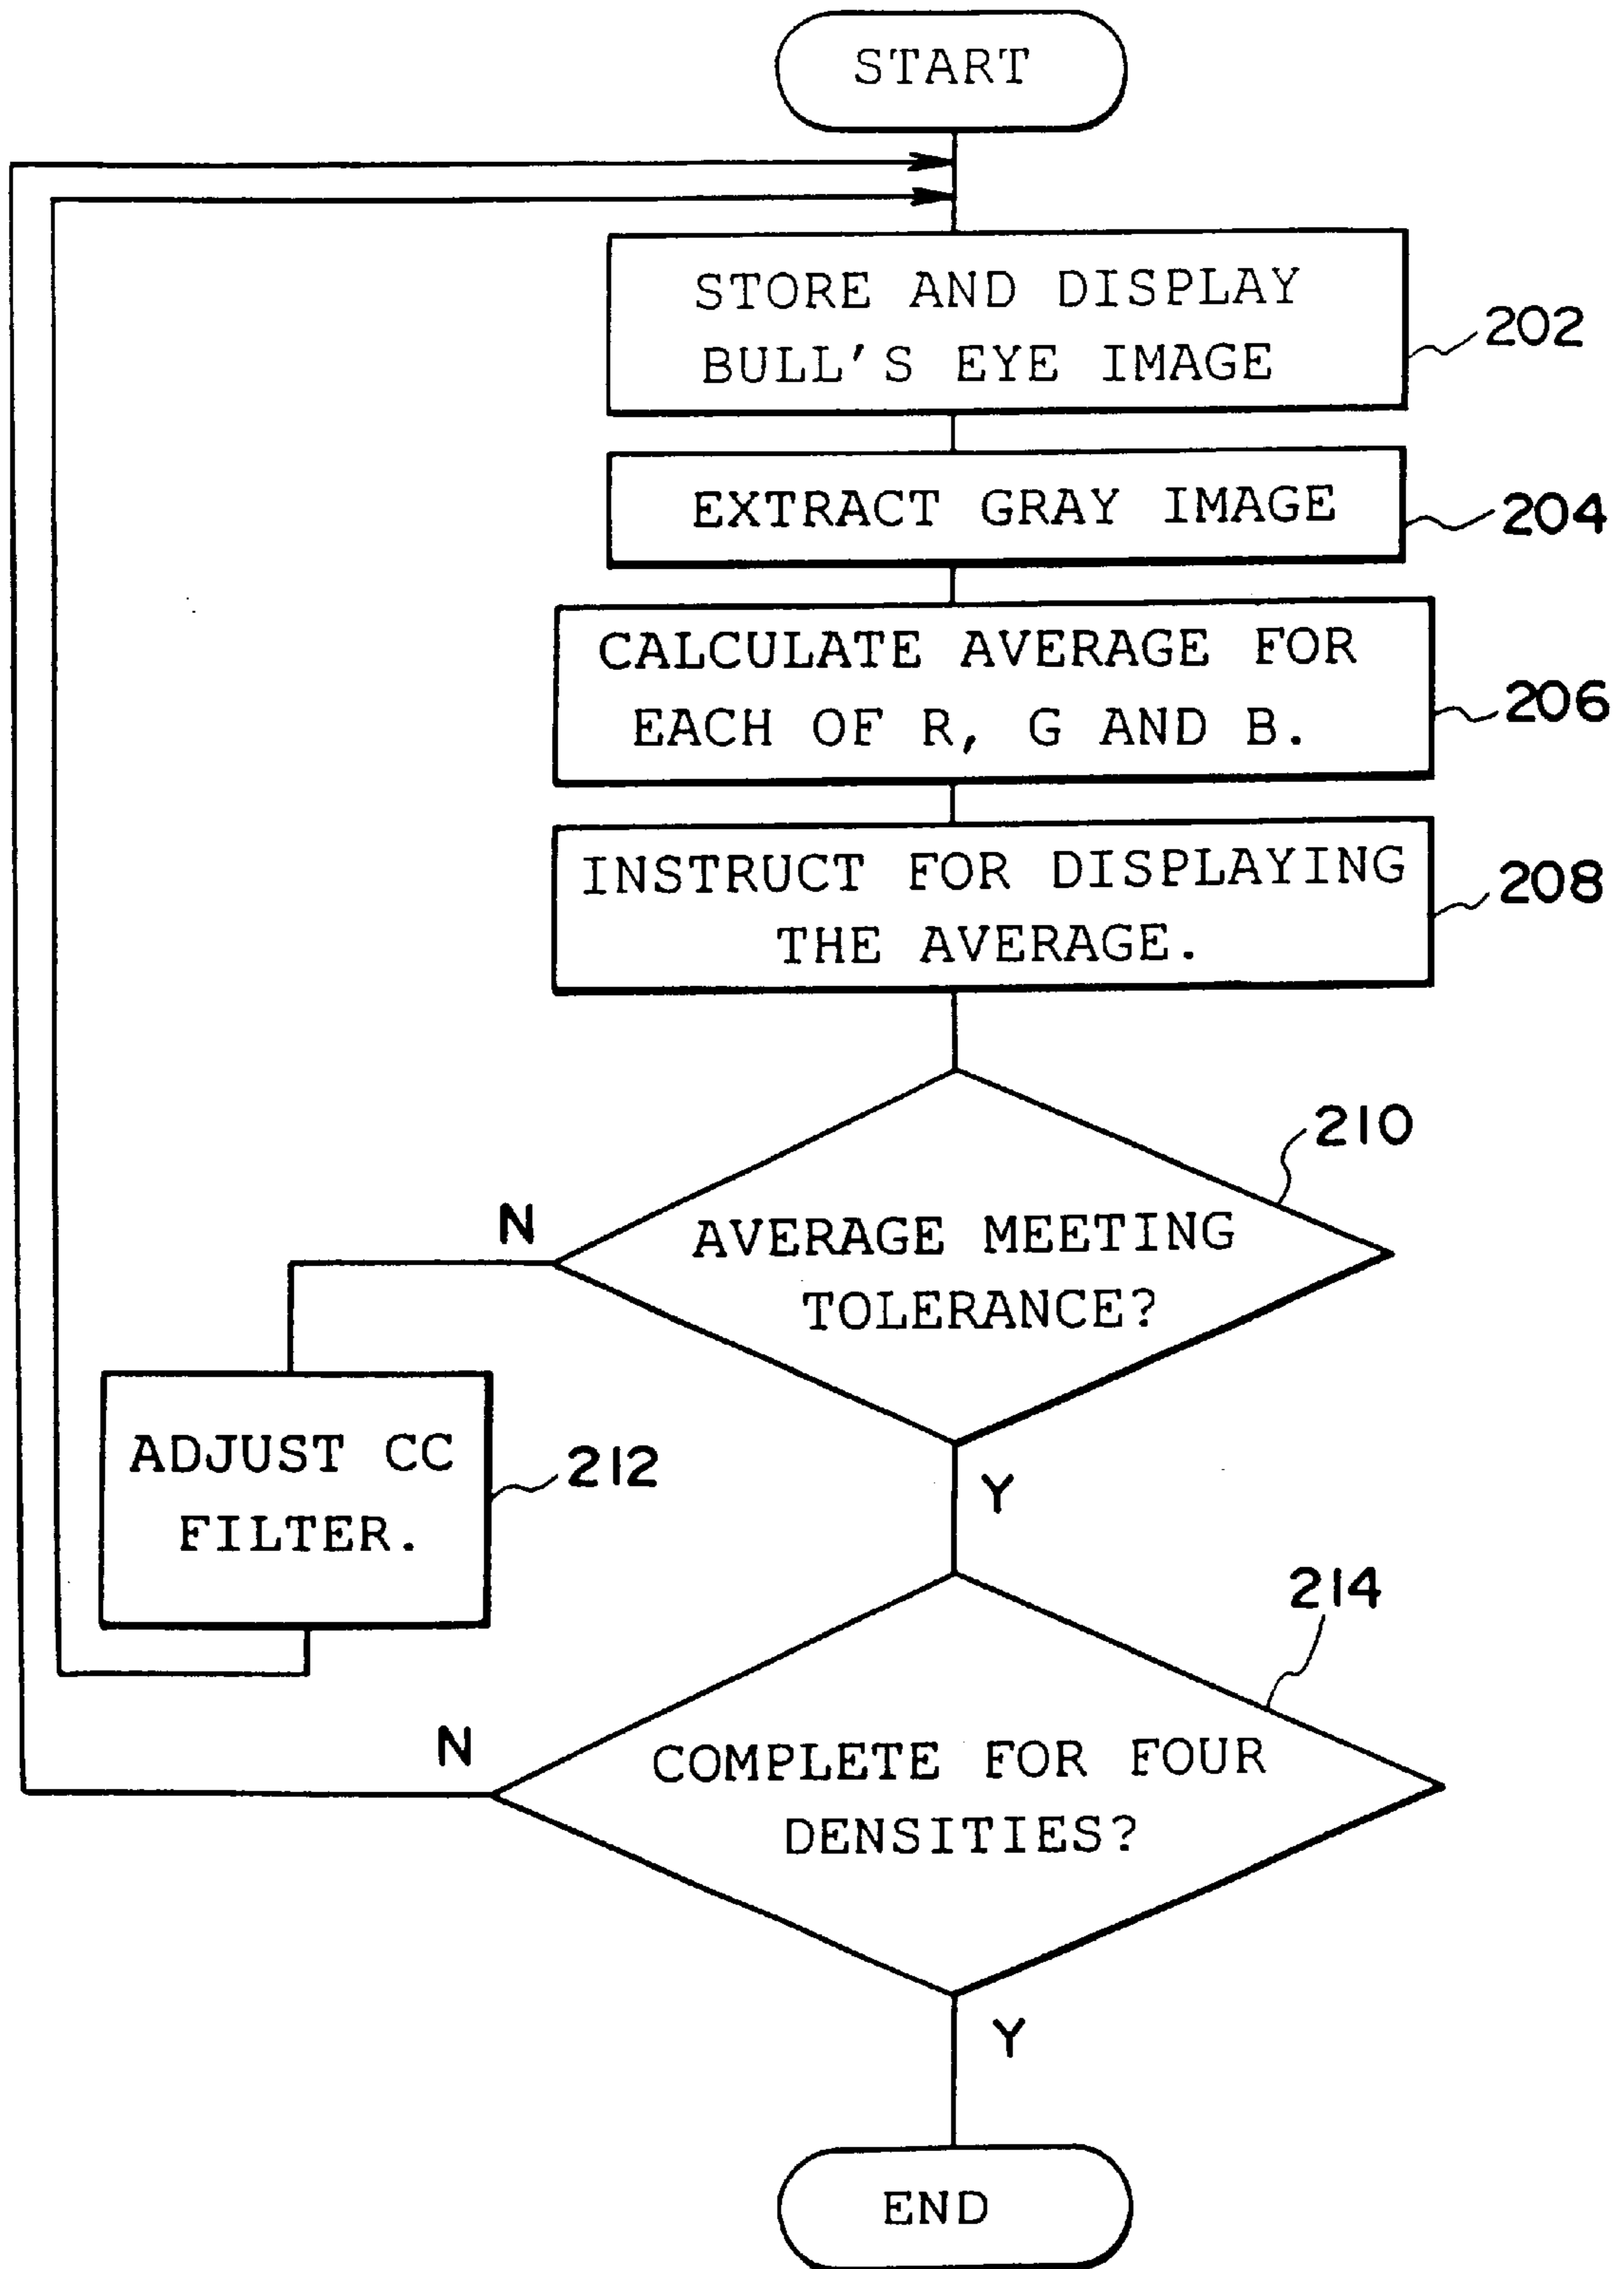 START
STORE AND DISPLAY
BULL'S EYE IMAGE
202
EXTRACT GRAY IMAGE
204
CALCULATE AVERAGE FOR
EACH OF R, G AND B.
206
INSTRUCT FOR DISPLAYING
THE AVERAGE.
208
210
N
AVERAGE MEETING
TOLERANCE?
ADJUST CC
FILTER.
212
Y
214
N
COMPLETE FOR FOUR
DENSITIES?
Y
END